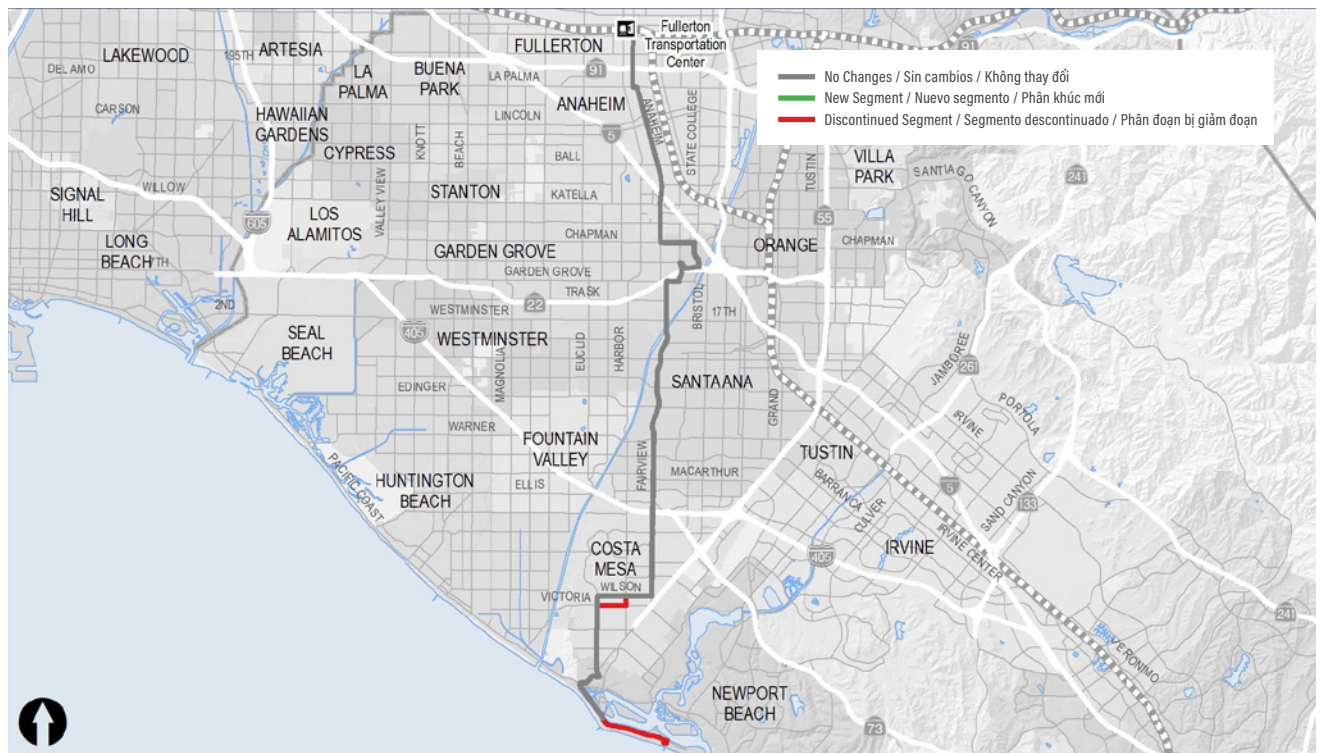 Fullerton
Transportation
Center
No Changes / Sin cambios / Không thay đổi
New Segment / Nuevo segmento / Phân khúc mới
Discontinued Segment / Segmento descontinuado / Phân đoạn bị giảm đoạn
LAKEWOOD
ARTESIA
195TH
DEL AMO
LA
PALMA
BUENA
PARK
FULLERTON
LA PALMA
91
91
CARSON
HAWAIIAN
GARDENS
CYPRESS
KNOTT
BEACH
LINCOLN
ANAHEIM
ANAHEIM
5
STATE COLLEGE
BALL
TUSTIN
VILLA
PARK
SANTIAGO CANYON
241
SIGNAL
HILL
WILLOW
VALLEY VIEW
STANTON
KATELLA
605
LOS
ALAMITOS
55
CHAPMAN
ORANGE
CHAPMAN
LONG
BEACH
7TH
GARDEN GROVE
GARDEN GROVE
TRASK
2ND
22
WESTMINSTER
BRISTOL
17TH
SEAL
BEACH
405
WESTMINSTER
MAGNOLIA
EUCLID
HARBOR
JAMBOREE
261
EDINGER
SANTA ANA
GRAND
PORTOLA
IRVINE
WARNER
FOUNTAIN
VALLEY
FAIRVIEW
TUSTIN
PACIFIC COAST
HUNTINGTON
BEACH
ELLIS
MACARTHUR
BARRANCA
CULVER
5
SAND CANYON
133
COSTA
MESA
405
IRVINE
IRVINE CENTER
WILSON
VICTORIA
241
JERONIMO
NEWPORT
BEACH
73